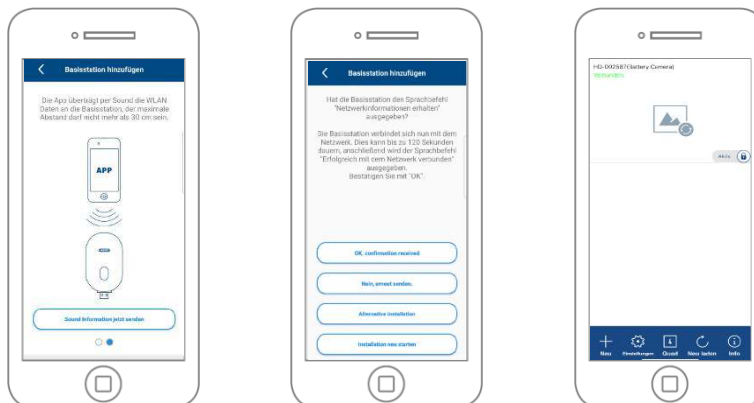 Basisstation hinzufügen
Die App überträgt per Sound die WLAN
Daten an die Basisstation, der maximale
Abstand darf nicht mehr als 30 cm sein.
APP
Sound Information jetzt senden
Basisstation hinzufügen
Hat die Basisstation den Sprachbefehl
"Netzwerkinformationen erhalten"
ausgegeben?
Die Basisstation verbindet sich nun mit dem
Netzwerk. Dies kann bis zu 120 Sekunden
dauern, anschließend wird der Sprachbefehl
"Erfolgreich mit dem Netzwerk verbunden"
ausgegeben.
Bestätigen Sie mit "OK".
OK, confirmation received
Nein, erneut senden.
Alternative Installation
Installation neu starten
HD-092587(Battery Camera)
Neu
Einstellungen
Quad
Neu laden
Info